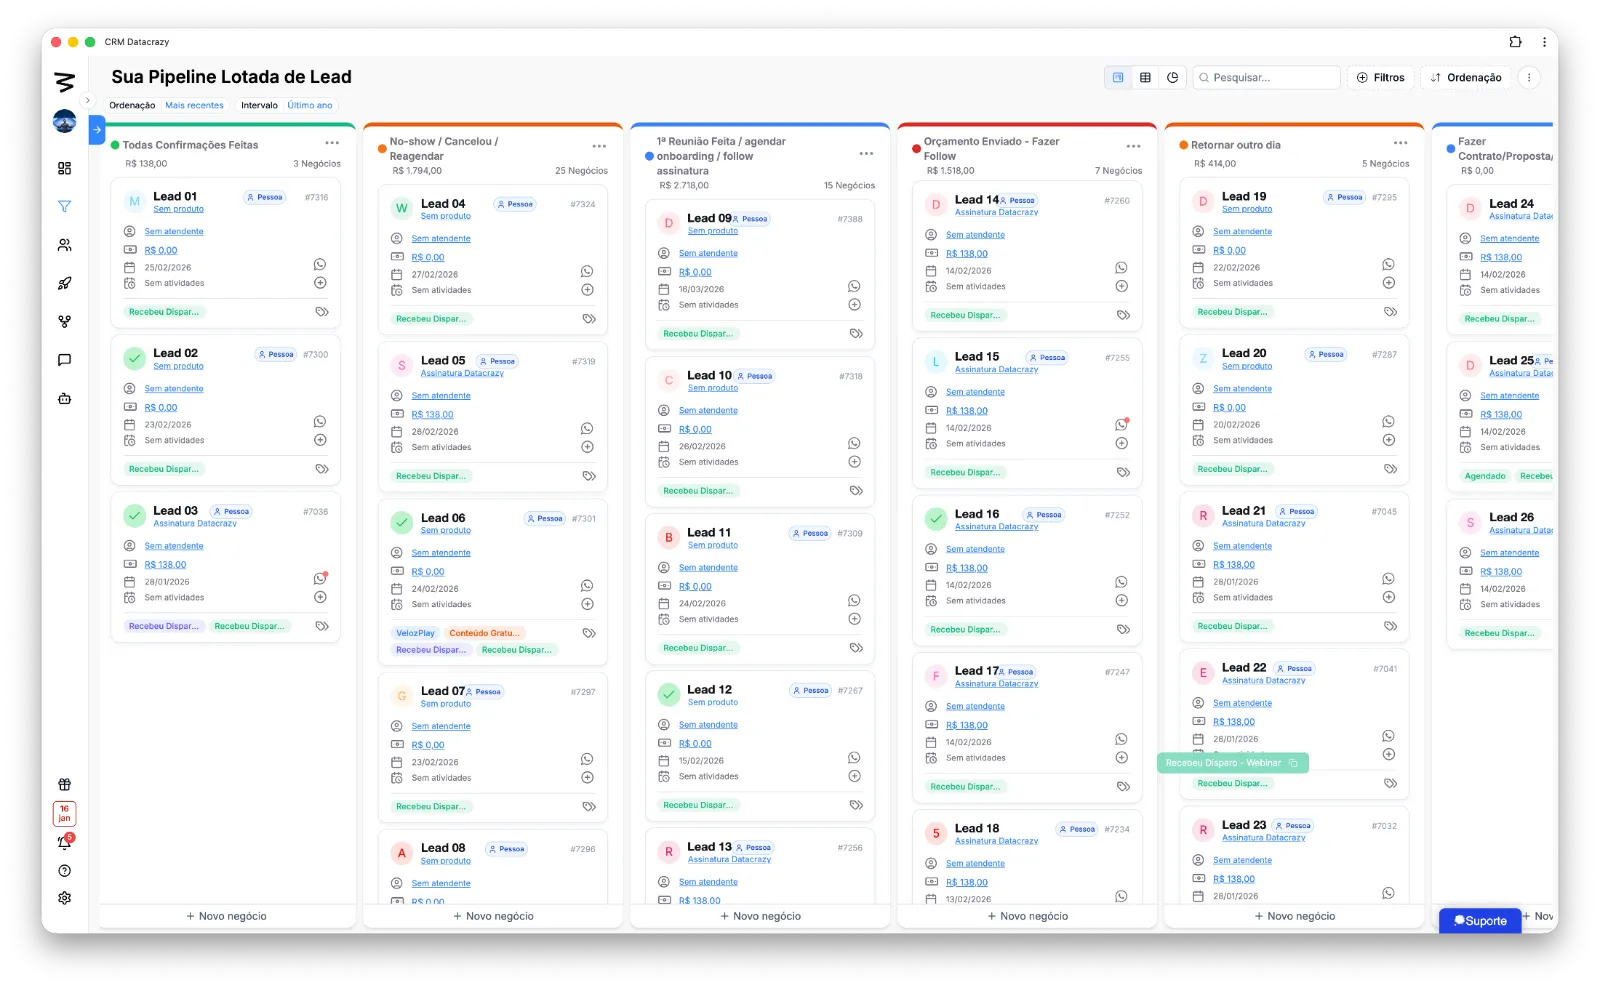 CRM Datacrazy
Sua Pipeline Lotada de Lead
Pesquisar...
Filtros
Ordenação
Ordenação Mais recentes Intervalo Último ano
Todas Confirmações Feitas
R$ 138,00 3 Negócios
Lead 01 Pessoa #7316
Sem produto
Sem atendente
R$ 0,00
25/02/2026
Sem atividades
Recebeu Dispar...
Lead 02 Pessoa #7300
Sem produto
Sem atendente
R$ 0,00
23/02/2026
Sem atividades
Recebeu Dispar...
Lead 03 Pessoa #7036
Assinatura Datacrazy
Sem atendente
R$ 138,00
28/01/2026
Sem atividades
Recebeu Dispar... Recebeu Dispar...
+ Novo negócio
No-show / Cancelou /
Reagendar
R$ 1.794,00 25 Negócios
W
Lead 04 Pessoa #7324
Sem produto
Sem atendente
R$ 0,00
27/02/2026
Sem atividades
Recebeu Dispar...
S
Lead 05 Pessoa #7319
Assinatura Datacrazy
Sem atendente
R$ 138,00
26/02/2026
Sem atividades
Recebeu Dispar...
Lead 06 Pessoa #7301
Sem produto
Sem atendente
R$ 0,00
24/02/2026
Sem atividades
VelozPlay Conteúdo Gratu...
Recebeu Dispar... Recebeu Dispar...
G
Lead 07 Pessoa #7297
Sem produto
Sem atendente
R$ 0,00
23/02/2026
Sem atividades
Recebeu Dispar...
A
Lead 08 Pessoa #7296
Sem produto
Sem atendente
R$ 0,00
+ Novo negócio
1ª Reunião Feita / agendar
onboarding / follow
assinatura
R$ 2.718,00 15 Negócios
D
Lead 09 Pessoa #7388
Sem produto
Sem atendente
R$ 0,00
16/03/2026
Sem atividades
Recebeu Dispar...
C
Lead 10 Pessoa #7318
Sem produto
Sem atendente
R$ 0,00
26/02/2026
Sem atividades
Recebeu Dispar...
B
Lead 11 Pessoa #7309
Sem produto
Sem atendente
R$ 0,00
24/02/2026
Sem atividades
Recebeu Dispar...
Lead 12 Pessoa #7267
Sem produto
Sem atendente
R$ 0,00
15/02/2026
Sem atividades
Recebeu Dispar...
R
Lead 13 Pessoa #7256
Assinatura Datacrazy
Sem atendente
R$ 138,00
+ Novo negócio
Orçamento Enviado - Fazer
Follow
R$ 1.518,00 7 Negócios
D
Lead 14 Pessoa #7260
Assinatura Datacrazy
Sem atendente
R$ 138,00
14/02/2026
Sem atividades
Recebeu Dispar...
L
Lead 15 Pessoa #7255
Assinatura Datacrazy
Sem atendente
R$ 138,00
14/02/2026
Sem atividades
Recebeu Dispar...
Lead 16 Pessoa #7252
Assinatura Datacrazy
Sem atendente
R$ 138,00
14/02/2026
Sem atividades
Recebeu Dispar...
F
Lead 17 Pessoa #7247
Assinatura Datacrazy
Sem atendente
R$ 138,00
14/02/2026
Sem atividades
Recebeu Dispar...
5
Lead 18 Pessoa #7234
Assinatura Datacrazy
Sem atendente
R$ 138,00
13/02/2026
+ Novo negócio
Retornar outro dia
R$ 414,00 5 Negócios
D
Lead 19 Pessoa #7295
Sem produto
Sem atendente
R$ 0,00
22/02/2026
Sem atividades
Recebeu Dispar...
Z
Lead 20 Pessoa #7287
Sem produto
Sem atendente
R$ 0,00
20/02/2026
Sem atividades
Recebeu Dispar...
R
Lead 21 Pessoa #7045
Assinatura Datacrazy
Sem atendente
R$ 138,00
28/01/2026
Sem atividades
Recebeu Dispar...
E
Lead 22 Pessoa #7041
Assinatura Datacrazy
Sem atendente
R$ 138,00
28/01/2026
Recebeu Disparo - Webinar
Recebeu Dispar...
R
Lead 23 Pessoa #7032
Assinatura Datacrazy
Sem atendente
R$ 138,00
28/01/2026
+ Novo negócio
Fazer
Contrato/Proposta/
R$ 0,00
D
Lead 24
Assinatura Datac
Sem atendente
R$ 138,00
14/02/2026
Sem atividades
Recebeu Dispar...
D
Lead 25 Pe
Assinatura Datac
Sem atendente
R$ 138,00
14/02/2026
Sem atividades
Agendado Recebeu
S
Lead 26
Assinatura Datac
Sem atendente
R$ 138,00
14/02/2026
Sem atividades
Recebeu Dispar...
+ Nov
Suporte
M
16
jan
5